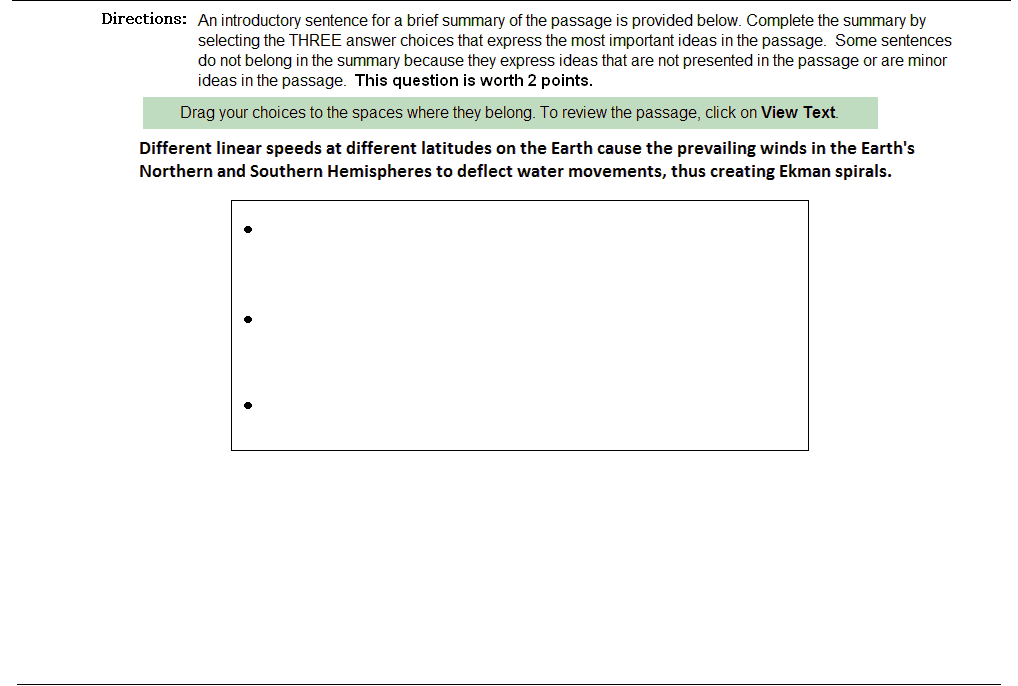 Directions: An introductory sentence for a brief summary of the passage is provided below. Complete the summary by
selecting the THREE answer choices that express the most important ideas in the passage. Some sentences
do not belong in the summary because they express ideas that are not presented in the passage or are minor
ideas in the passage. This question is worth 2 points.
Drag your choices to the spaces where they belong. To review the passage, click on View Text.
Different linear speeds at different latitudes on the Earth cause the prevailing winds in the Earth's
Northern and Southern Hemispheres to deflect water movements, thus creating Ekman spirals.